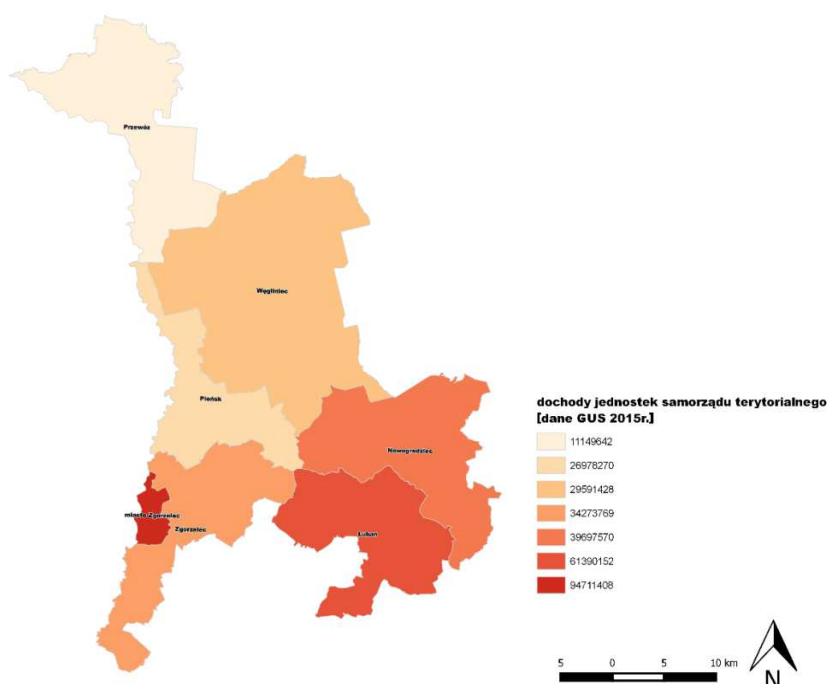 Przewóz
Węgliniec
Pieńsk
Nowogrodziec
miasto Zgorzelec
Zgorzelec
Lubań
dochody jednostek samorządu terytorialnego
[dane GUS 2015r.]
11149642
26978270
29591428
34273769
39697570
61390152
94711408
5 0 5 10 km
N